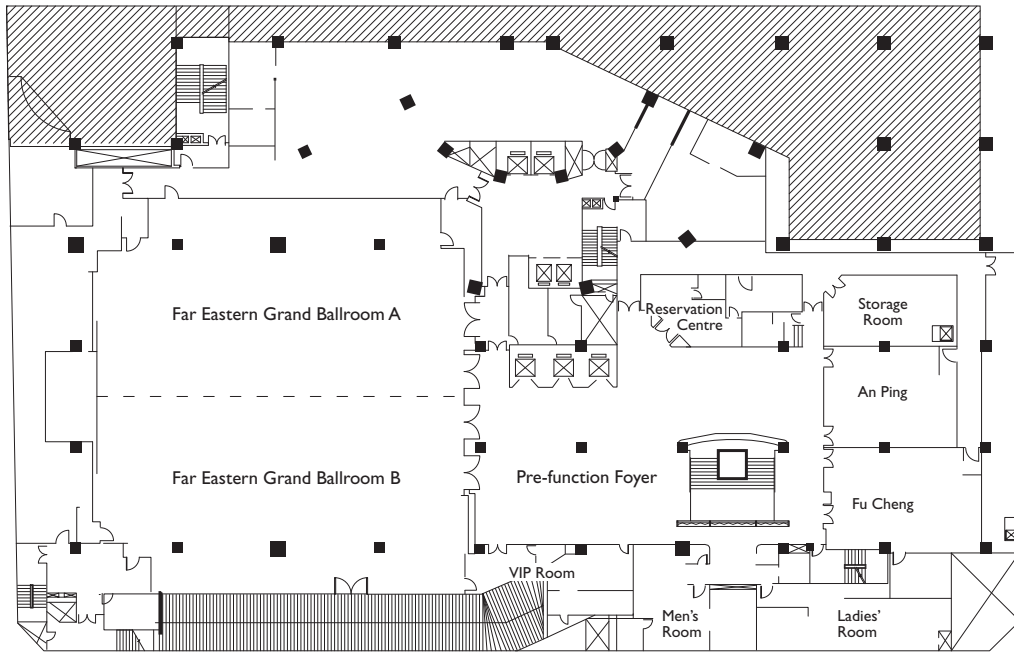 Far Eastern Grand Ballroom A
Reservation
Centre
Storage
Room
An Ping
Far Eastern Grand Ballroom B
Pre-function Foyer
Fu Cheng
VIP Room
Men's
Room
Ladies'
Room